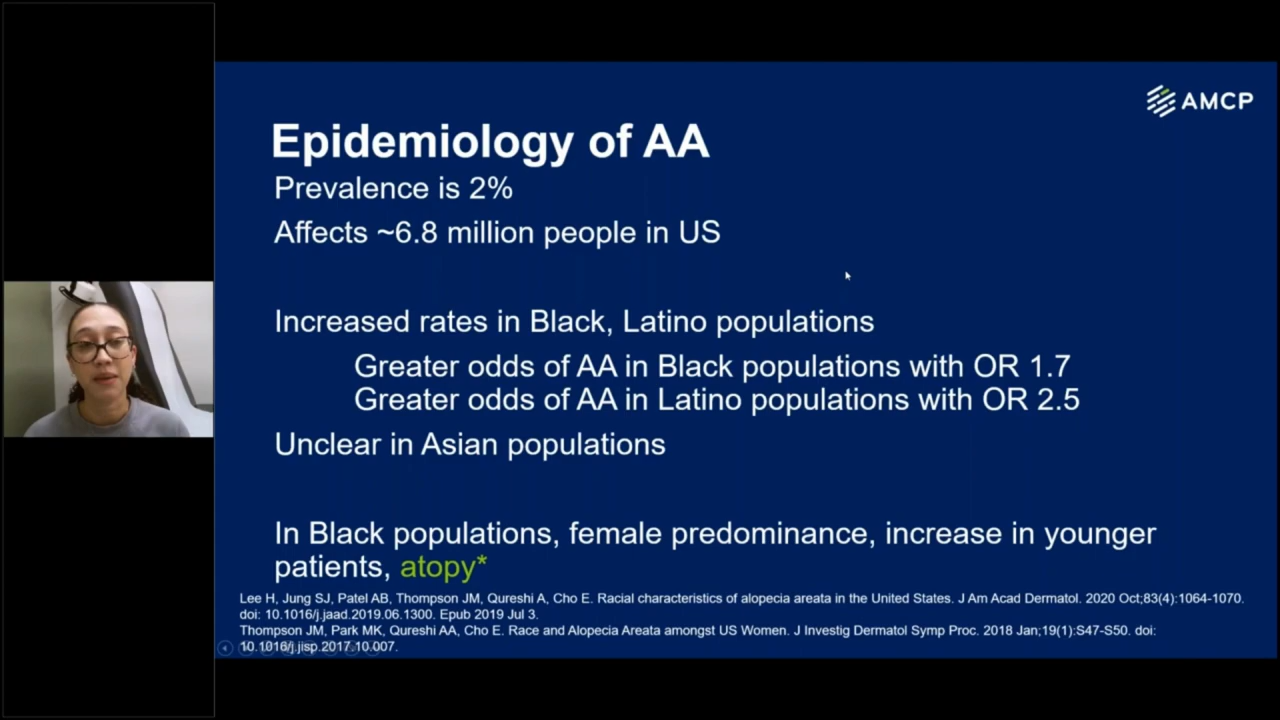 AMCP
Epidemiology of AA
Prevalence is 2%
Affects ~6.8 million people in US
Increased rates in Black, Latino populations
Greater odds of AA in Black populations with OR 1.7
Greater odds of AA in Latino populations with OR 2.5
Unclear in Asian populations
In Black populations, female predominance, increase in younger
patients, atopy*
Lee H, Jung SJ, Patel AB, Thompson JM, Qureshi A, Cho E. Racial characteristics of alopecia areata in the United States. J Am Acad Dermatol. 2020 Oct;83(4):1064-1070.
doi: 10.1016/j.jaad.2019.06.1300. Epub 2019 Jul 3.
Thompson JM, Park MK, Qureshi AA, Cho E. Race and Alopecia Areata amongst US Women. J Investig Dermatol Symp Proc. 2018 Jan;19(1):S47-S50. doi:
10.1016/j.jisp.2017.10.007.